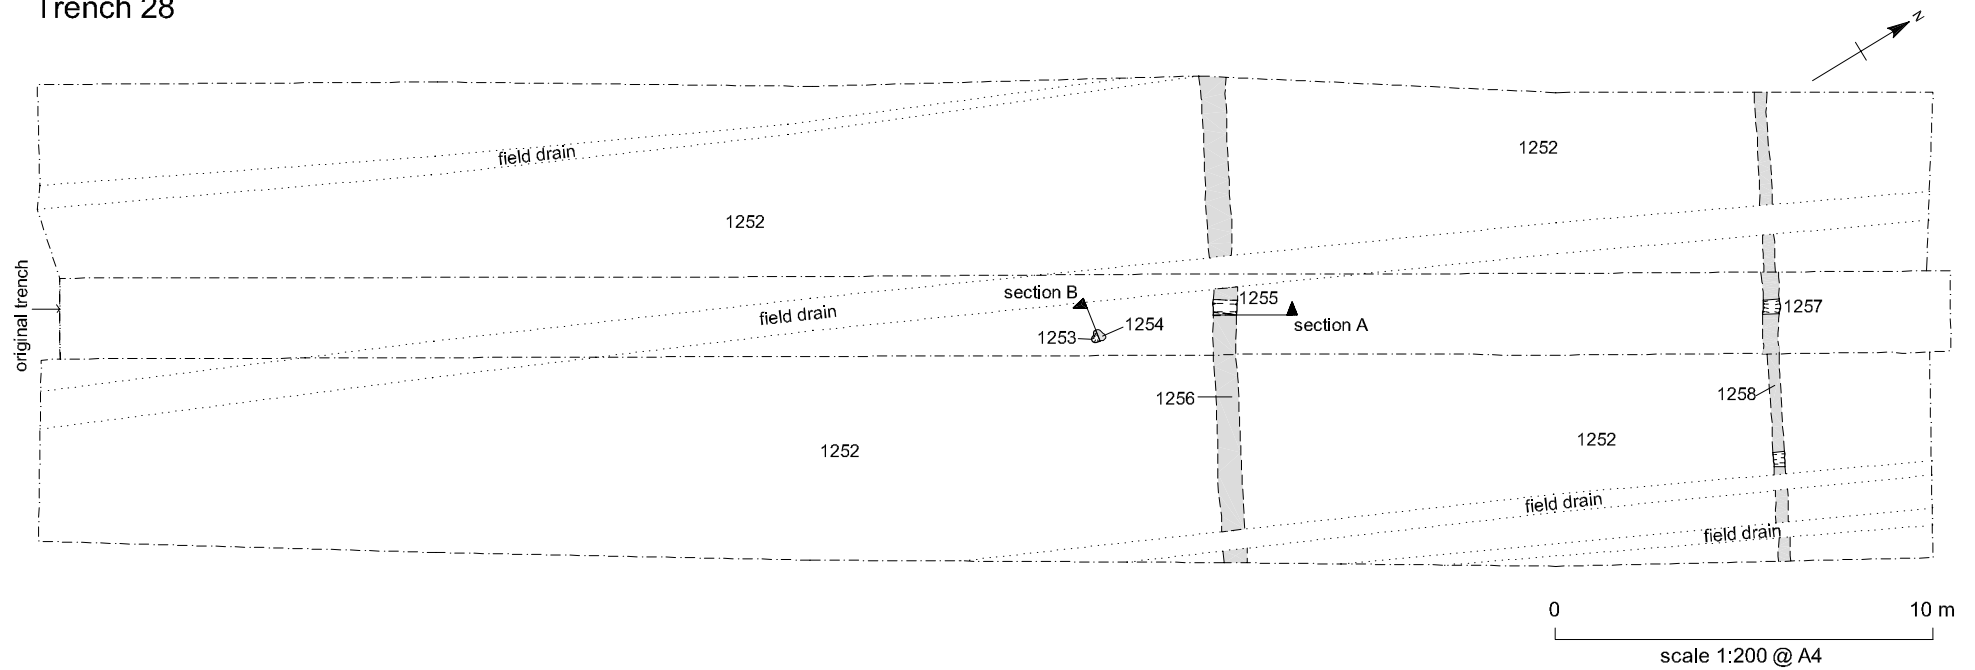 Trench 28
N
field drain
1252
1252
original trench
section B
1255
1257
field drain
1254
section A
1253
1256
1258
1252
1252
field drain
field drain
0
10 m
scale 1:200 @ A4